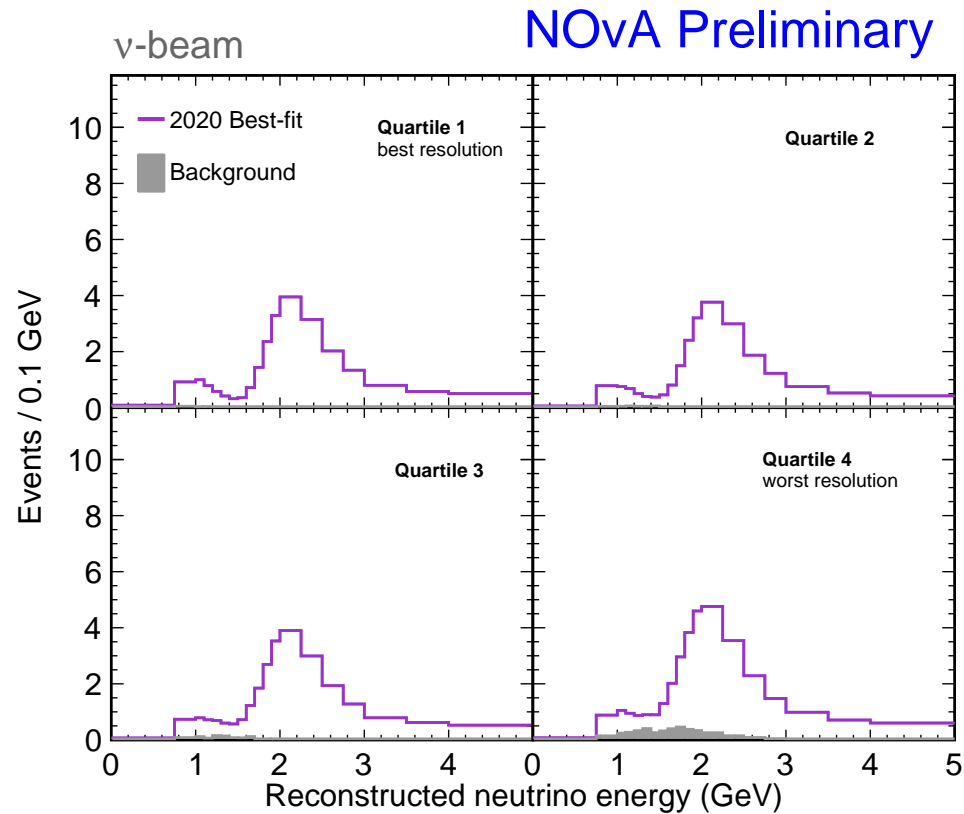 ν-beam
NOvA Preliminary
2020 Best-fit
Background
Quartile 1
best resolution
Quartile 2
10
8
6
4
2
0
Quartile 3
Quartile 4
worst resolution
10
8
6
4
2
0
0 1 2 3 4 0 1 2 3 4 5
Events / 0.1 GeV
Reconstructed neutrino energy (GeV)